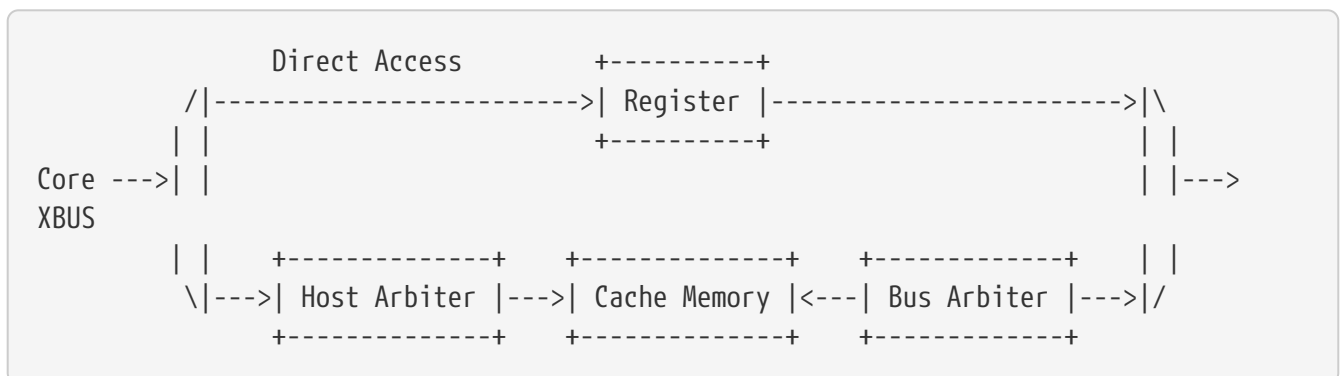 Direct Access         +----------+
          /|------------------------->| Register |------------------------>|\
         | |                          +----------+                         | |
Core --->| |                                                               | |--->
XBUS
         | |    +--------------+    +--------------+    +-------------+    | |
          \|--->| Host Arbiter |--->| Cache Memory |<---| Bus Arbiter |--->|/
                +--------------+    +--------------+    +-------------+